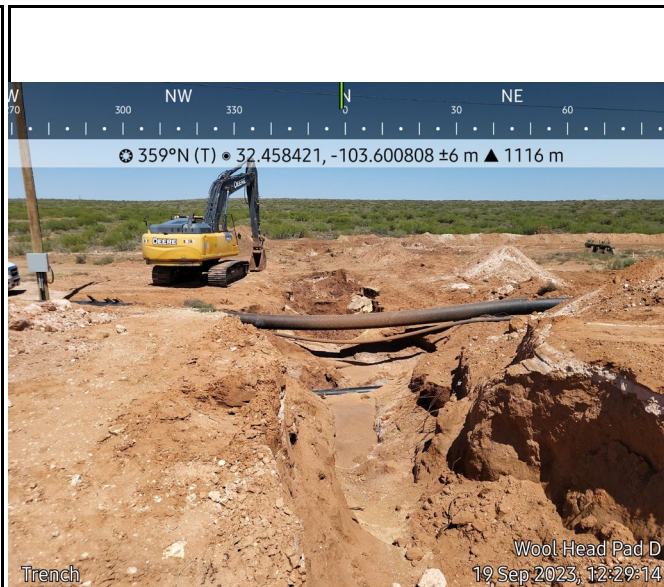 W NW N NE
270 300 330 0 30 60
359°N (T) ● 32.458421, -103.600808 ±6 m ▲ 1116 m
DEERE
DEERE
Trench
Wool Head Pad D
19 Sep 2023, 12:29:14